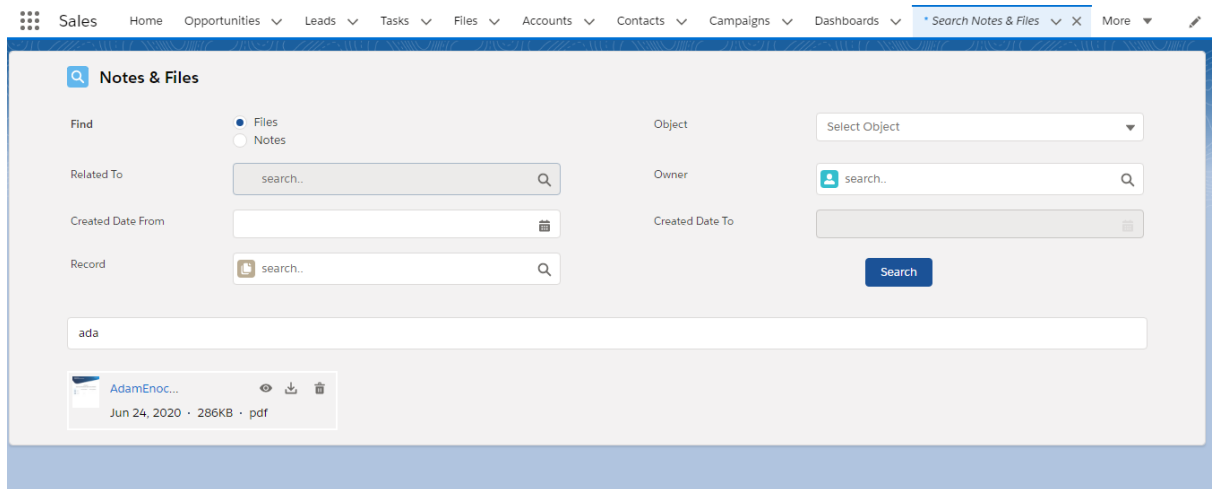 Sales Home Opportunities Leads Tasks Files Accounts Contacts Campaigns Dashboards * Search Notes & Files More
Notes & Files
Find Files Object Select Object
Notes
Related To search.. Owner search..
Created Date From Created Date To
Record search.. Search
ada
AdamEnoc...
Jun 24, 2020 · 286KB · pdf